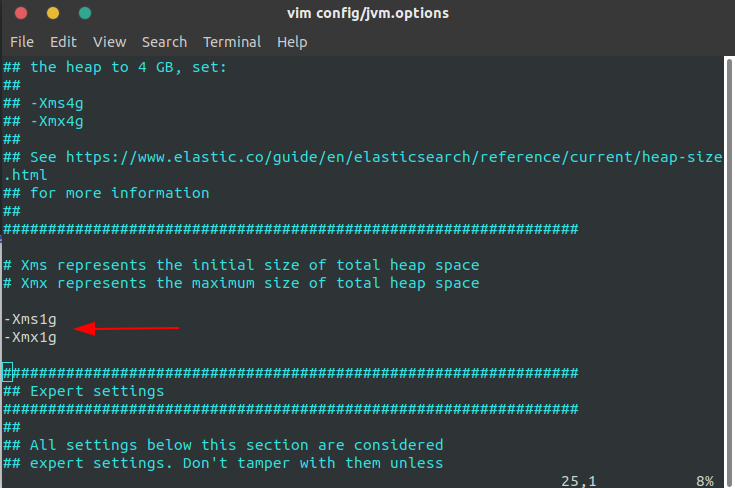 vim config/jvm.options
File Edit View Search Terminal Help
## the heap to 4 GB, set:
##
## -Xms4g
## -Xmx4g
##
## See https://www.elastic.co/guide/en/elasticsearch/reference/current/heap-size
.html
## for more information
##
################################################################
# Xms represents the initial size of total heap space
# Xmx represents the maximum size of total heap space
-Xms1g
-Xmx1g
################################################################
## Expert settings
################################################################
##
## All settings below this section are considered
## expert settings. Don't tamper with them unless
25,1 8%